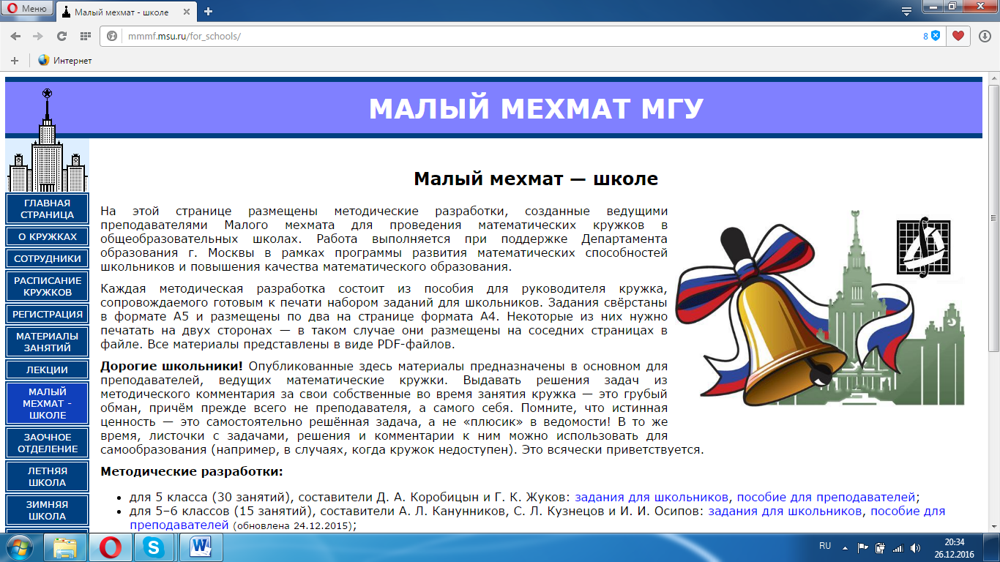 Меню
Малый мехмат - школе
mmmf.msu.ru/for_schools/
8
Интернет
МАЛЫЙ МЕХМАТ МГУ
ГЛАВНАЯ
СТРАНИЦА
О КРУЖКАХ
СОТРУДНИКИ
РАСПИСАНИЕ
КРУЖКОВ
РЕГИСТРАЦИЯ
МАТЕРИАЛЫ
ЗАНЯТИЙ
ЛЕКЦИИ
МАЛЫЙ
МЕХМАТ -
ШКОЛЕ
ЗАОЧНОЕ
ОТДЕЛЕНИЕ
ЛЕТНЯЯ
ШКОЛА
ЗИМНЯЯ
ШКОЛА
Малый мехмат — школе
На этой странице размещены методические разработки, созданные ведущими
преподавателями Малого мехмата для проведения математических кружков в
общеобразовательных школах. Работа выполняется при поддержке Департамента
образования г. Москвы в рамках программы развития математических способностей
школьников и повышения качества математического образования.
Каждая методическая разработка состоит из пособия для руководителя кружка,
сопровождаемого готовым к печати набором заданий для школьников. Задания свёрстаны
в формате А5 и размещены по два на странице формата А4. Некоторые из них нужно
печатать на двух сторонах — в таком случае они размещены на соседних страницах в
файле. Все материалы представлены в виде PDF-файлов.
Дорогие школьники! Опубликованные здесь материалы предназначены в основном для
преподавателей, ведущих математические кружки. Выдавать решения задач из
методического комментария за свои собственные во время занятия кружка — это грубый
обман, причём прежде всего не преподавателя, а самого себя. Помните, что истинная
ценность — это самостоятельно решённая задача, а не «плюсик» в ведомости! В то же
время, листочки с задачами, решения и комментарии к ним можно использовать для
самообразования (например, в случаях, когда кружок недоступен). Это всячески приветствуется.
Методические разработки:
• для 5 класса (30 занятий), составители Д. А. Коробицын и Г. К. Жуков: задания для школьников, пособие для преподавателей;
• для 5–6 классов (15 занятий), составители А. Л. Канунников, С. Л. Кузнецов и И. И. Осипов: задания для школьников, пособие для
преподавателей (обновлена 24.12.2015);
RU
20:34
26.12.2016